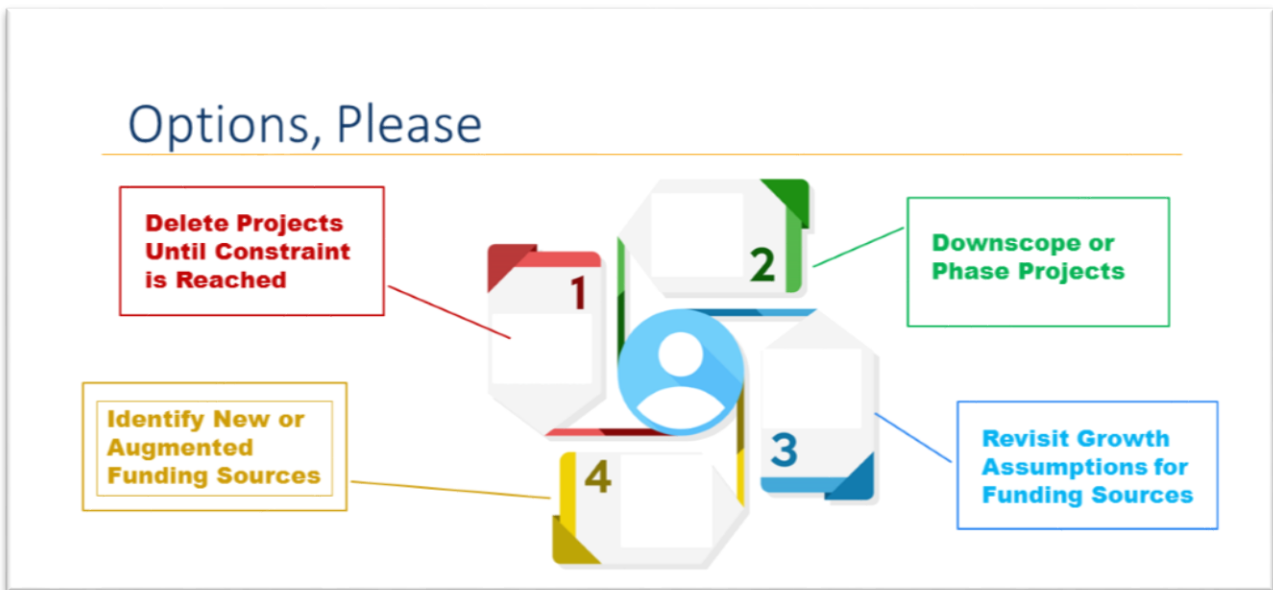 Options, Please
Delete Projects
Until Constraint
is Reached
1
2
Downscope or
Phase Projects
Identify New or
Augmented
Funding Sources
4
3
Revisit Growth
Assumptions for
Funding Sources